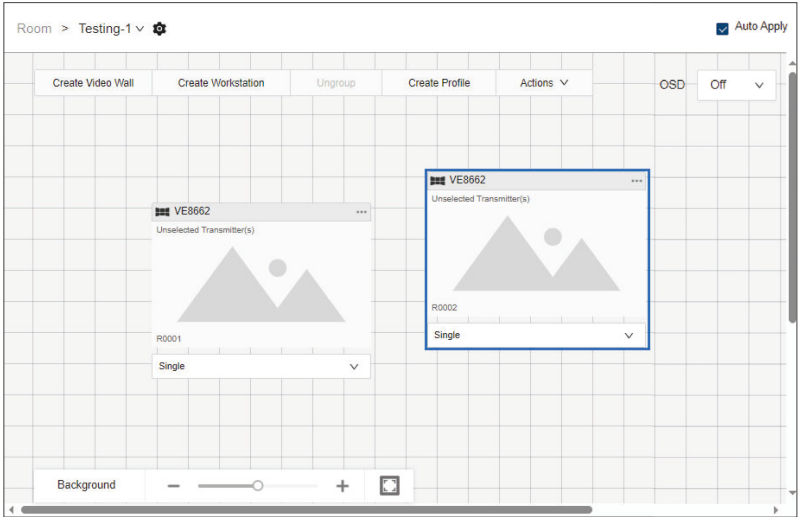 Room > Testing-1
Auto Apply
Create Video Wall Create Workstation Ungroup Create Profile Actions
OSD Off
VE8662
Unselected Transmitter(s)
R0001
Single
VE8662
Unselected Transmitter(s)
R0002
Single
Background